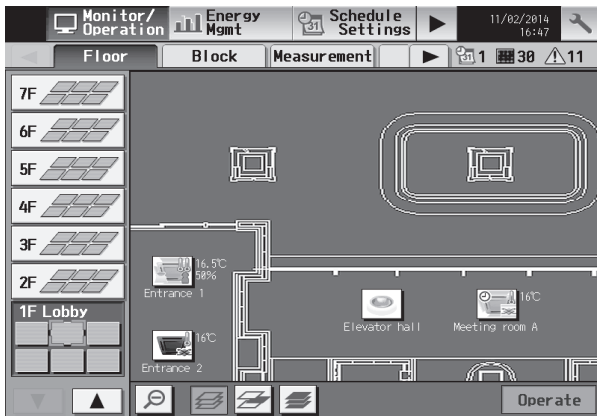 Monitor/
Operation
Energy
Mgmt
Schedule
Settings
11/02/2014
16:47
31
Floor
Block
Measurement
31
1
30
11
7F
6F
5F
4F
3F
2F
1F Lobby
16.5℃
50%
Entrance 1
16℃
Entrance 2
Elevator hall
16℃
Meeting room A
Operate